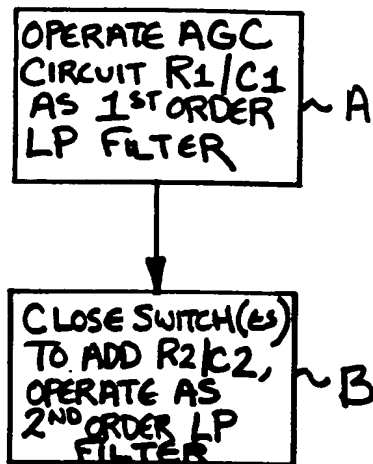 OPERATE AGC
CIRCUIT R1/C1
AS 1ST ORDER
LP FILTER
A
CLOSE SWITCH(ES)
TO ADD R2/C2,
OPERATE AS
2ND ORDER LP
FILTER
B